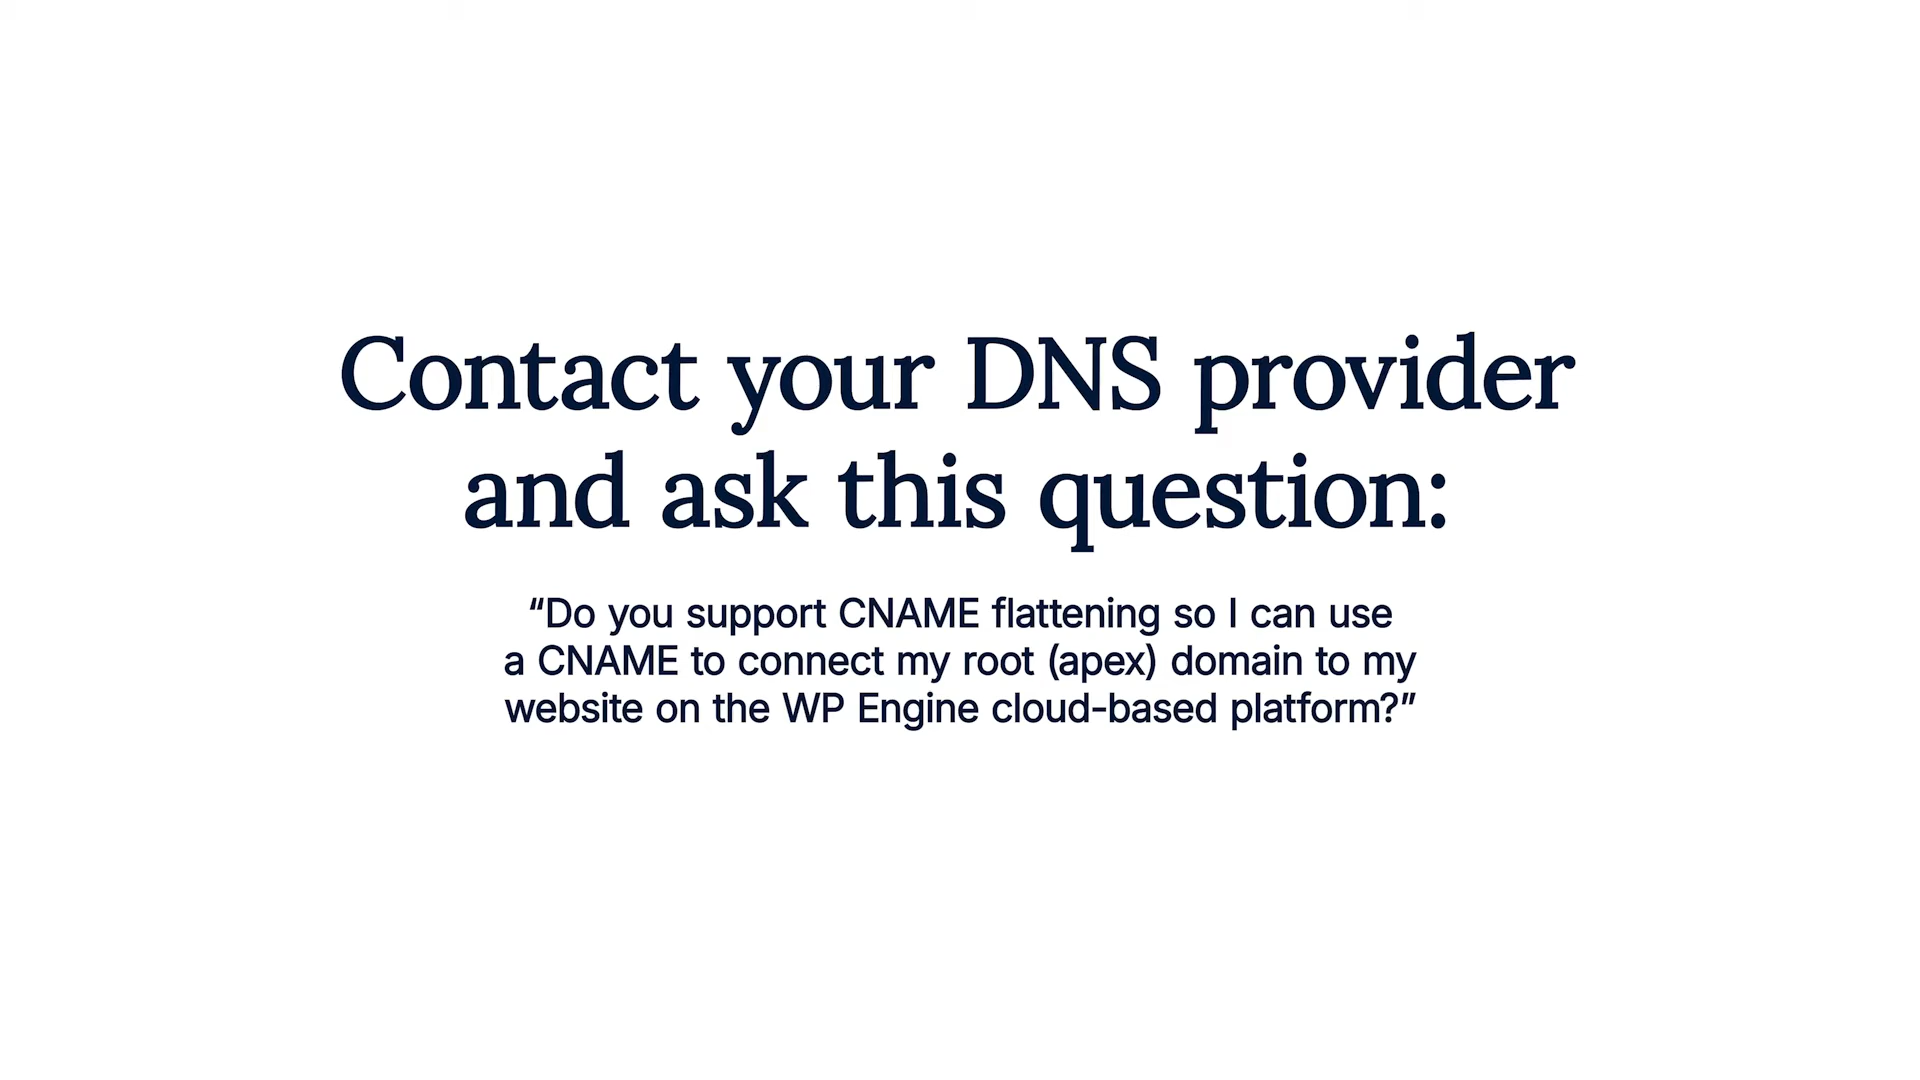 Contact your DNS provider
and ask this question:
“Do you support CNAME flattening so I can use
a CNAME to connect my root (apex) domain to my
website on the WP Engine cloud-based platform?”